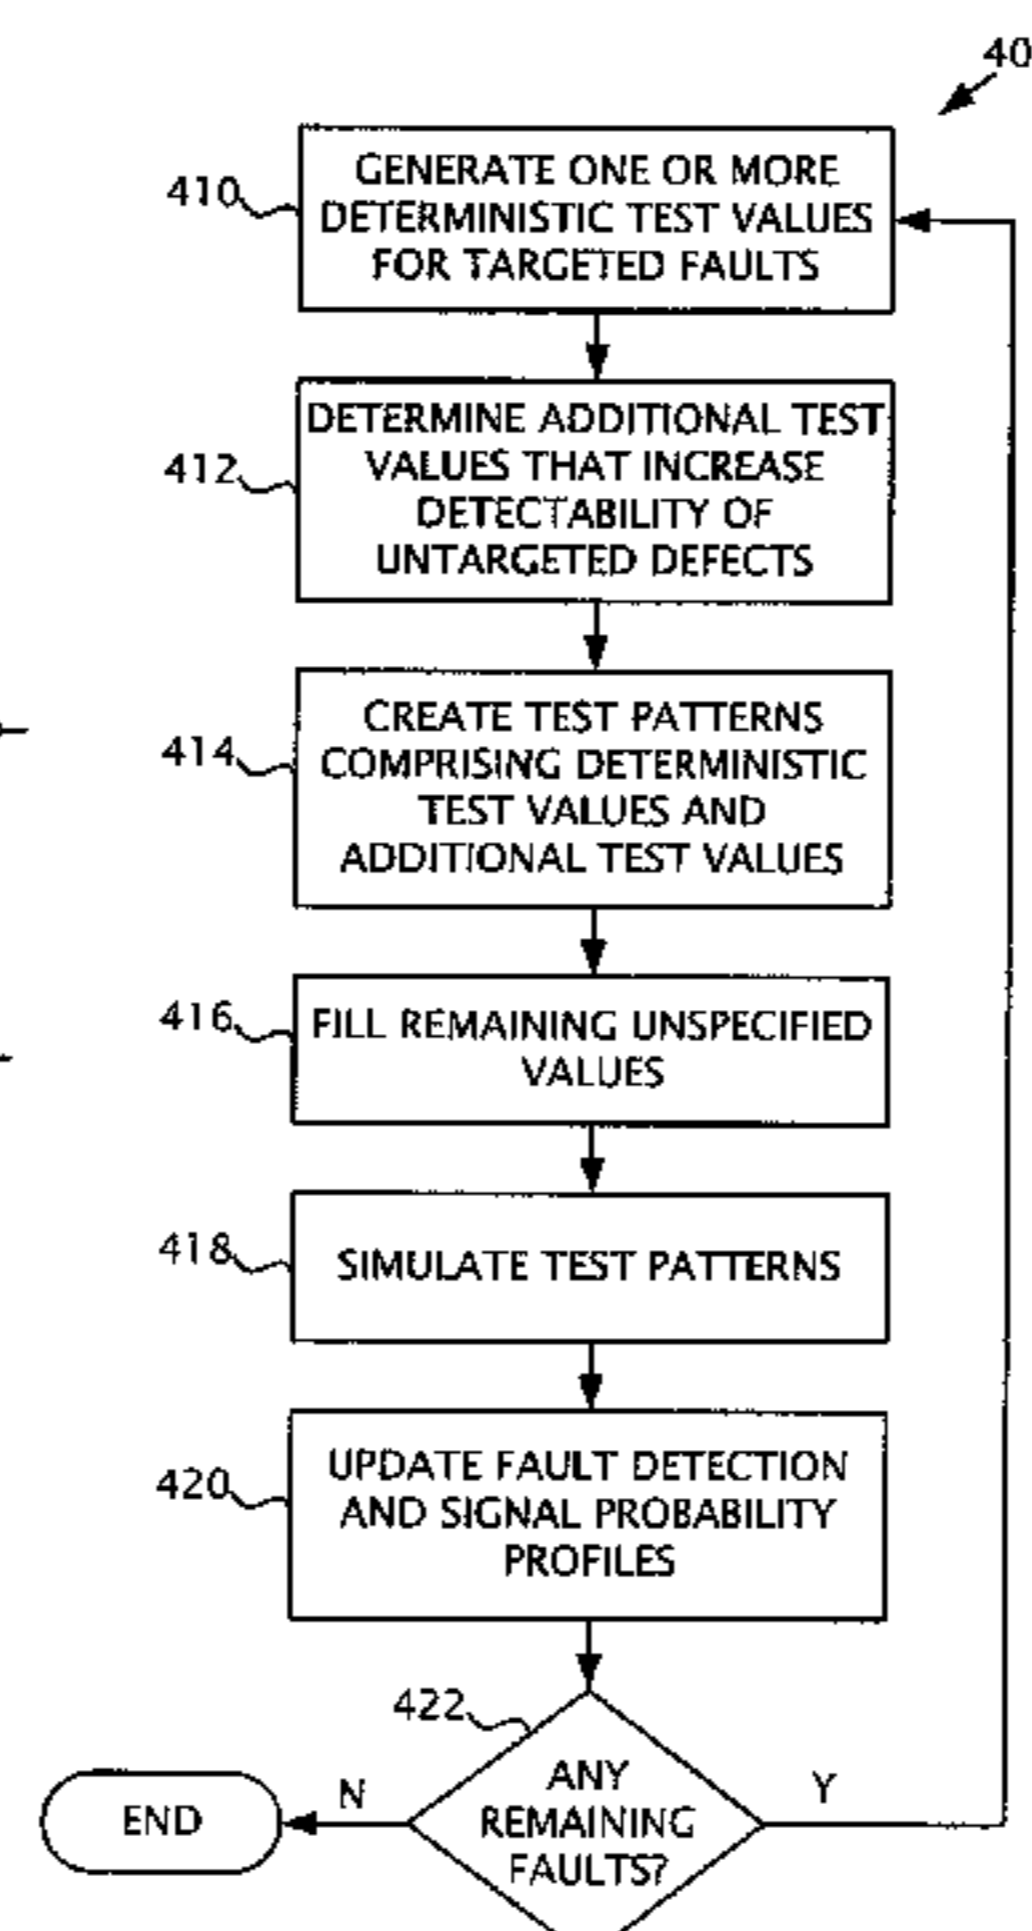 40
410
GENERATE ONE OR MORE
DETERMINISTIC TEST VALUES
FOR TARGETED FAULTS
412
DETERMINE ADDITIONAL TEST
VALUES THAT INCREASE
DETECTABILITY OF
UNTARGETED DEFECTS
414
CREATE TEST PATTERNS
COMPRISING DETERMINISTIC
TEST VALUES AND
ADDITIONAL TEST VALUES
416
FILL REMAINING UNSPECIFIED
VALUES
418
SIMULATE TEST PATTERNS
420
UPDATE FAULT DETECTION
AND SIGNAL PROBABILITY
PROFILES
422
ANY
REMAINING
FAULTS?
N
Y
END